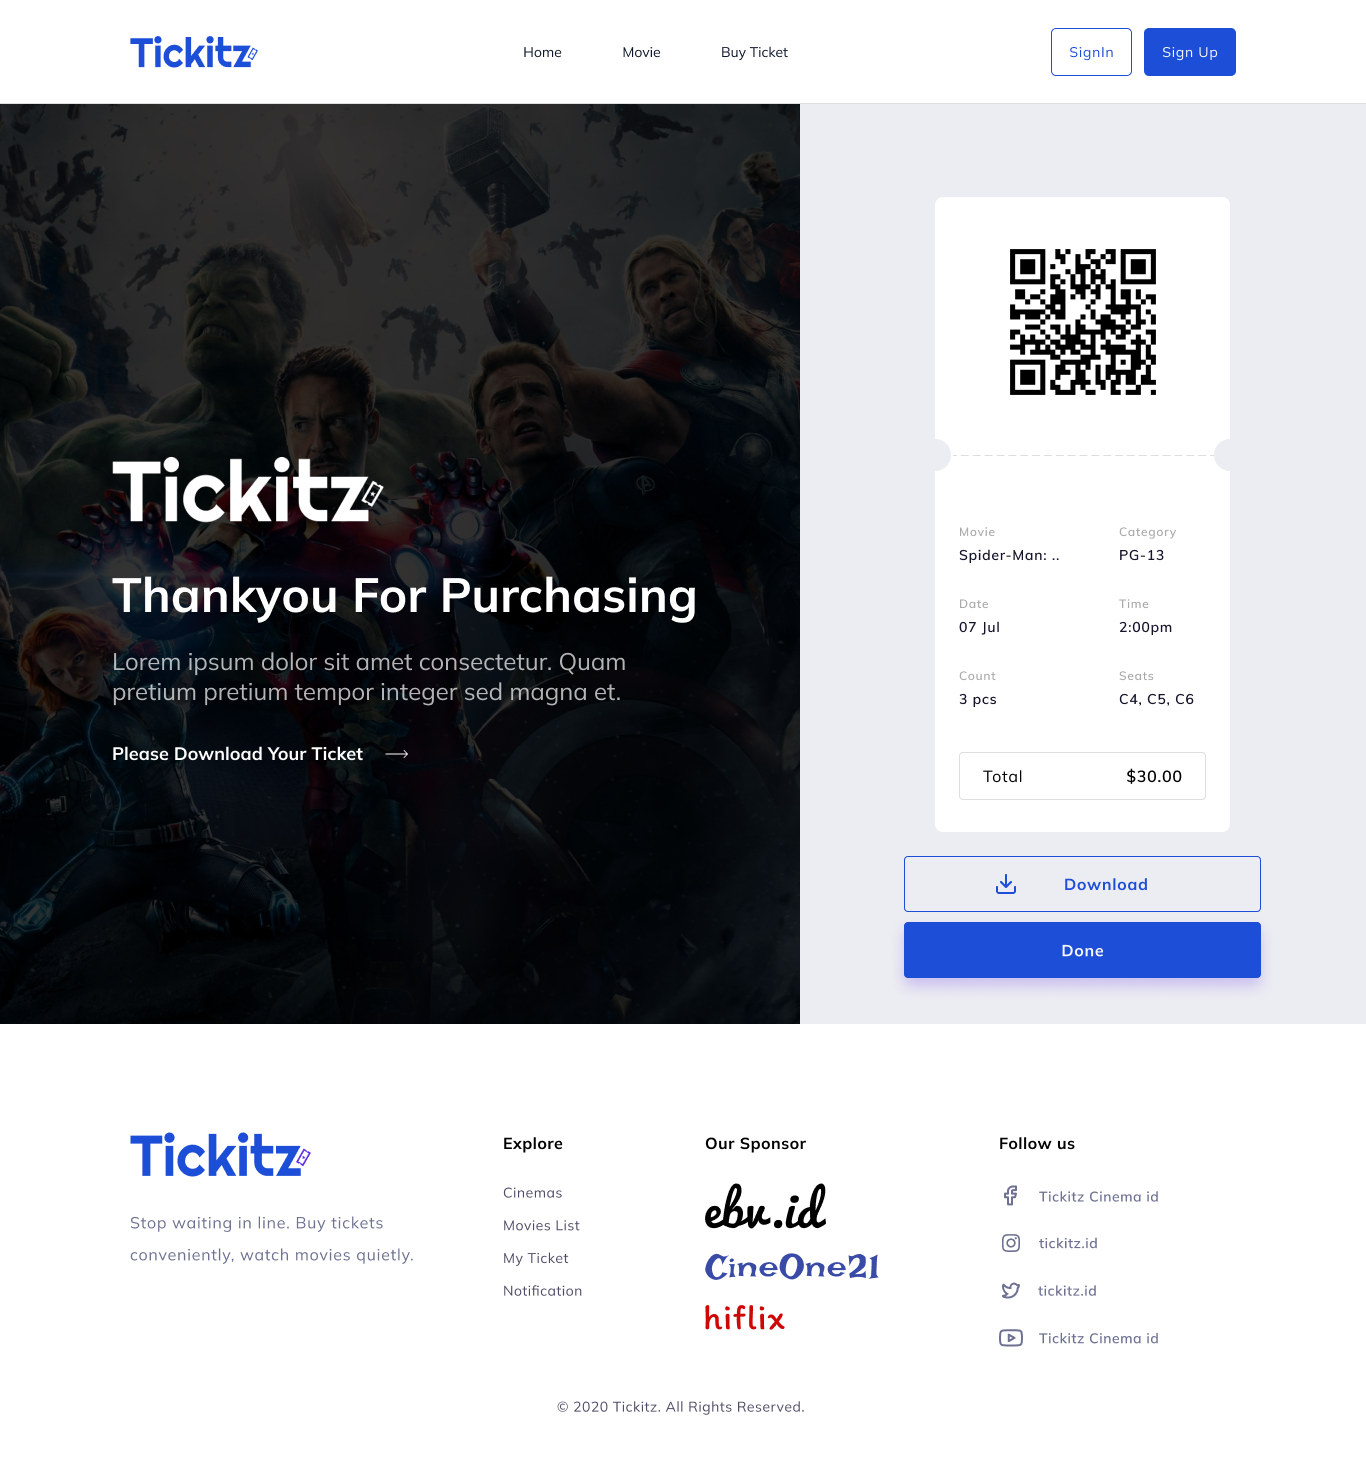 Tickitz
Home
Movie
Buy Ticket
SignIn
Sign Up
Tickitz
Thankyou For Purchasing
Lorem ipsum dolor sit amet consectetur. Quam
pretium pretium tempor integer sed magna et.
Please Download Your Ticket
Movie
Category
Spider-Man: ..
PG-13
Date
Time
07 Jul
2:00pm
Count
Seats
3 pcs
C4, C5, C6
Total
$30.00
Download
Done
Tickitz
Stop waiting in line. Buy tickets
conveniently, watch movies quietly.
Explore
Cinemas
Movies List
My Ticket
Notification
Our Sponsor
ebv.id
CineOne21
hiflix
Follow us
Tickitz Cinema id
tickitz.id
tickitz.id
Tickitz Cinema id
© 2020 Tickitz. All Rights Reserved.